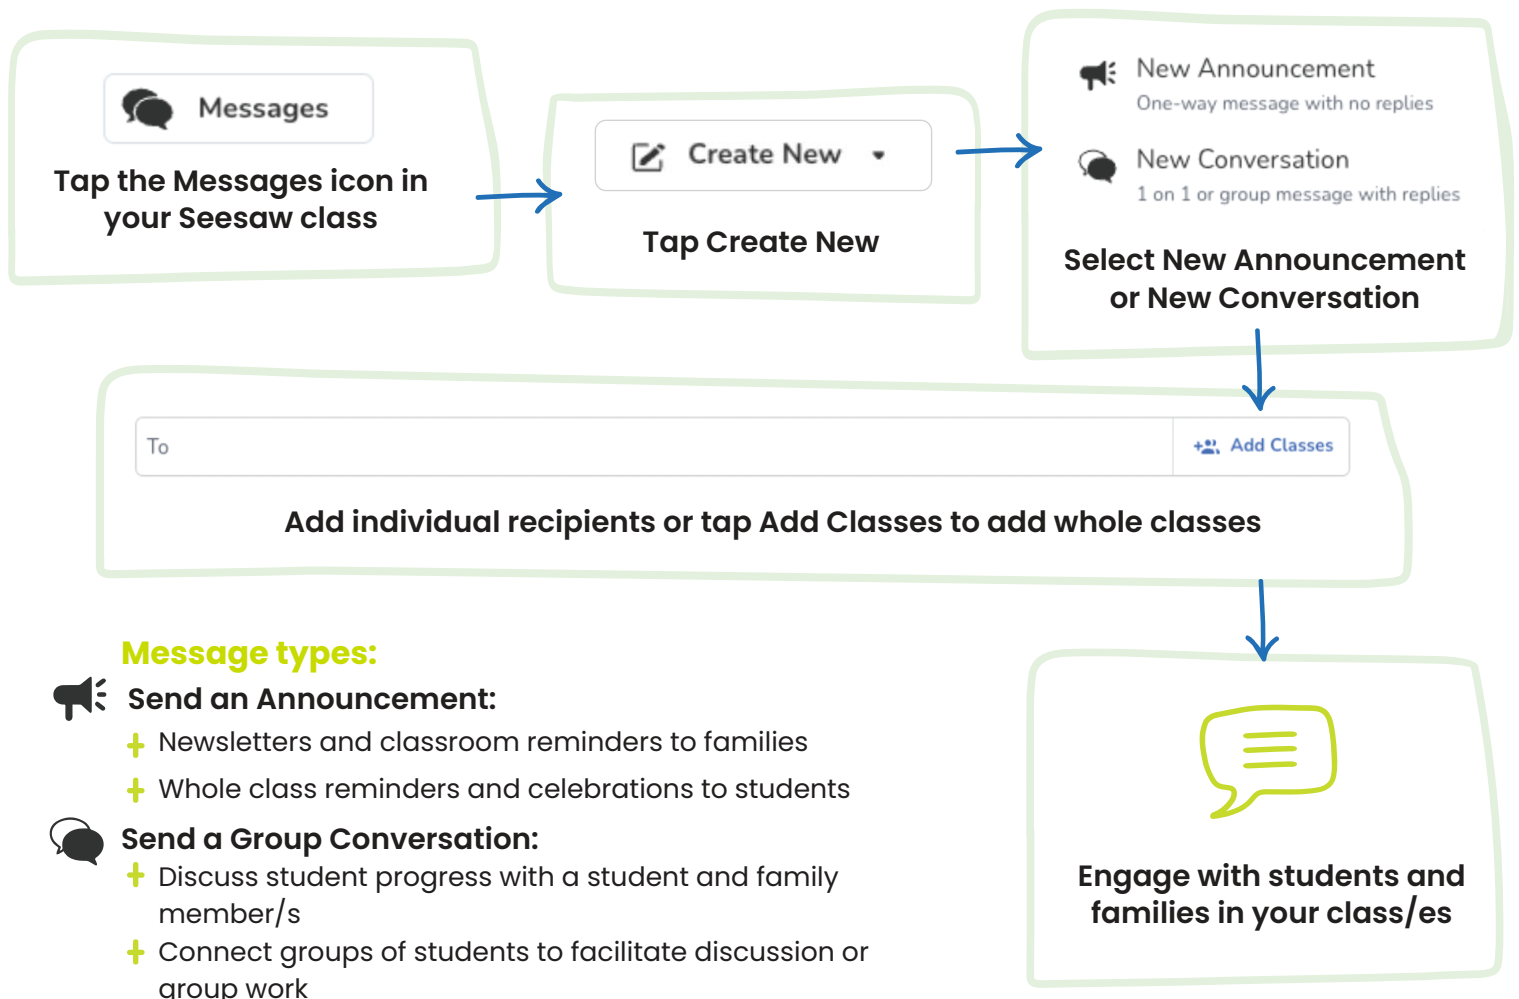 Messages
Tap the Messages icon in
your Seesaw class
Create New
Tap Create New
New Announcement
One-way message with no replies
New Conversation
1 on 1 or group message with replies
Select New Announcement
or New Conversation
To
Add Classes
Add individual recipients or tap Add Classes to add whole classes
Message types:
Send an Announcement:
Newsletters and classroom reminders to families
Whole class reminders and celebrations to students
Send a Group Conversation:
Discuss student progress with a student and family
member/s
Connect groups of students to facilitate discussion or
group work
Engage with students and
families in your class/es